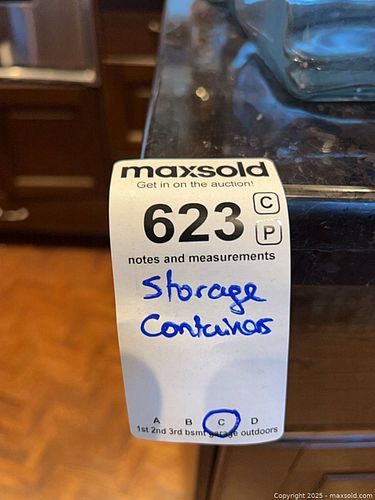 maxsold
Get in on the auction!
623 C
P
notes and measurements
Storage
Containers
A B C D
1st 2nd 3rd bsmt garage outdoors
Copyright 2025 - maxsold.com